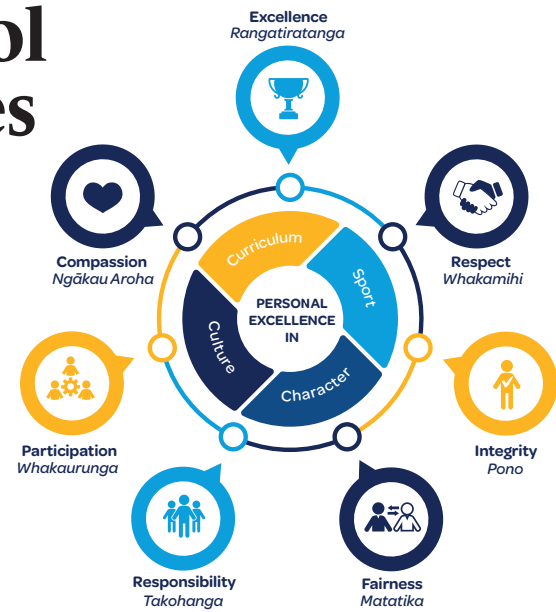 ol
es
Excellence
Rangatiratanga
Compassion
Ngākau Aroha
Respect
Whakamihi
Curriculum
Sport
PERSONAL
EXCELLENCE
IN
Culture
Character
Participation
Whakaurunga
Integrity
Pono
Responsibility
Takohanga
Fairness
Matatika